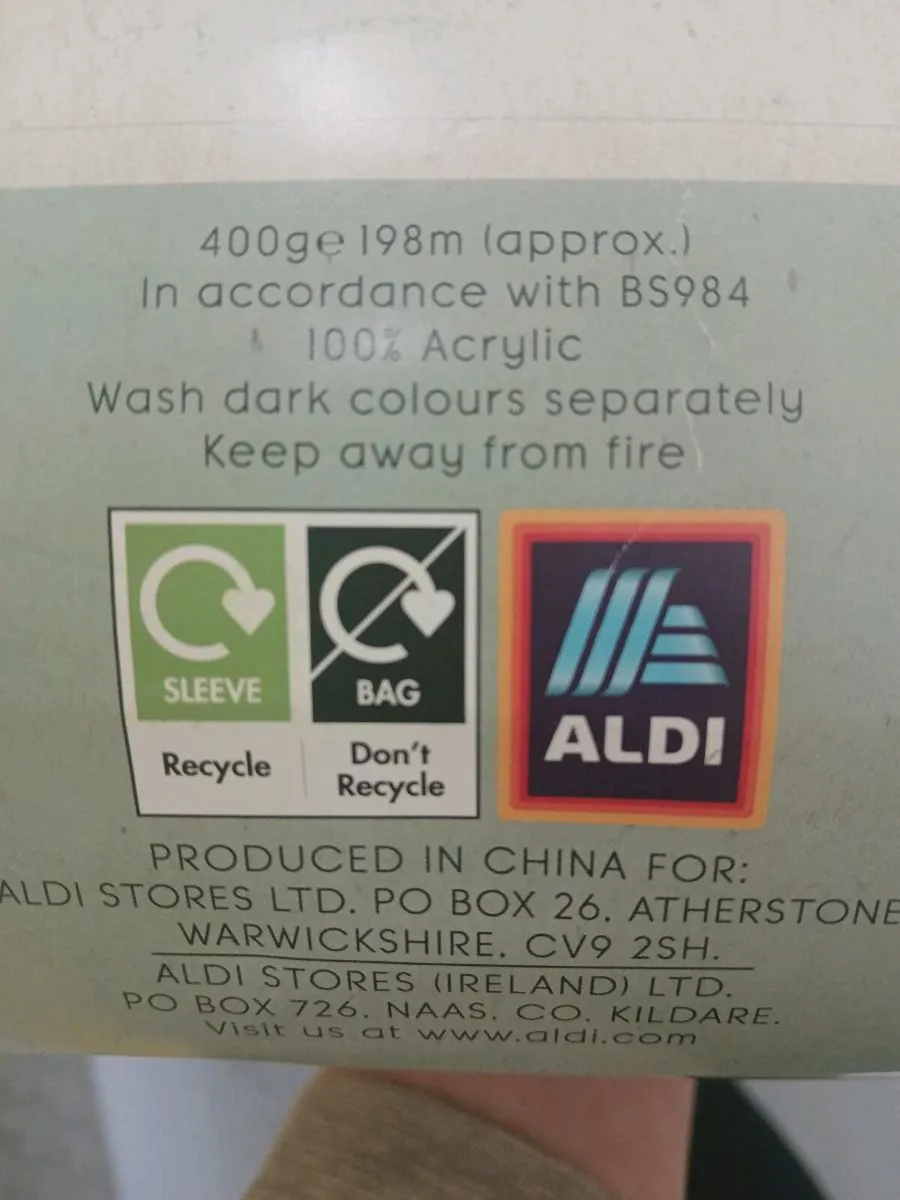 400g℮ 198m (approx.)
In accordance with BS984
100% Acrylic
Wash dark colours separately
Keep away from fire
SLEEVE
Recycle
BAG
Don't
Recycle
ALDI
PRODUCED IN CHINA FOR:
ALDI STORES LTD. PO BOX 26. ATHERSTONE
WARWICKSHIRE. CV9 2SH.
ALDI STORES (IRELAND) LTD.
PO BOX 726. NAAS. CO. KILDARE.
Visit us at www.aldi.com